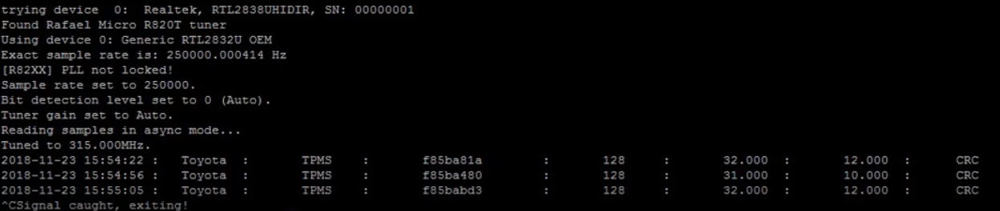 trying device  0:  Realtek, RTL2838UHIDIR, SN: 00000001
Found Rafael Micro R820T tuner
Using device 0: Generic RTL2832U OEM
Exact sample rate is: 250000.000414 Hz
[R82XX] PLL not locked!
Sample rate set to 250000.
Bit detection level set to 0 (Auto).
Tuner gain set to Auto.
Reading samples in async mode...
Tuned to 315.000MHz.
2018-11-23 15:54:22 :   Toyota  :       TPMS    :       f85ba81a        :       128     :       32.000  :       12.000  :       CRC
2018-11-23 15:54:56 :   Toyota  :       TPMS    :       f85ba480        :       128     :       31.000  :       10.000  :       CRC
2018-11-23 15:55:05 :   Toyota  :       TPMS    :       f85babd3        :       128     :       32.000  :       12.000  :       CRC
^CSignal caught, exiting!